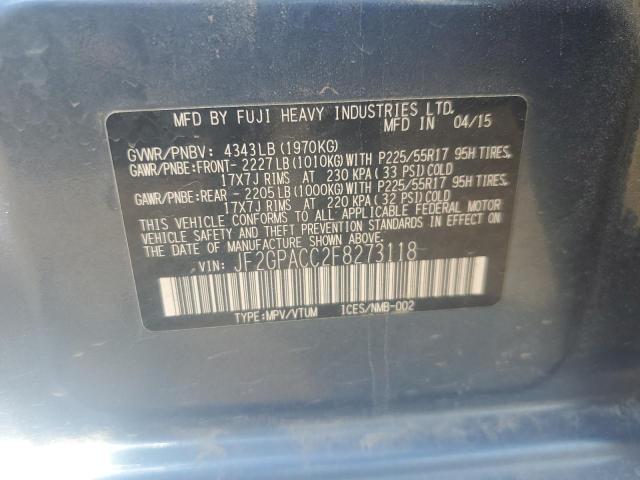 MFD BY FUJI HEAVY INDUSTRIES LTD.
MFD IN 04/15
GVWR/PNBV: 4343LB(1970KG)
GAWR/PNBE:FRONT- 2227LB(1010KG)WITH P225/55R17 95H TIRES,
17X7J RIMS AT 230 KPA(33 PSI)COLD
GAWR/PNBE:REAR - 2205LB(1000KG)WITH P225/55R17 95H TIRES,
17X7J RIMS AT 220 KPA(32 PSI)COLD
THIS VEHICLE CONFORMS TO ALL APPLICABLE FEDERAL MOTOR
VEHICLE SAFETY AND THEFT PREVENTION STANDARDS IN EFFECT
ON THE DATE OF MANUFACTURE SHOWN ABOVE.
VIN: JF2GPACC2F8273118
TYPE:MPV/VTUM ICES/NMB-002